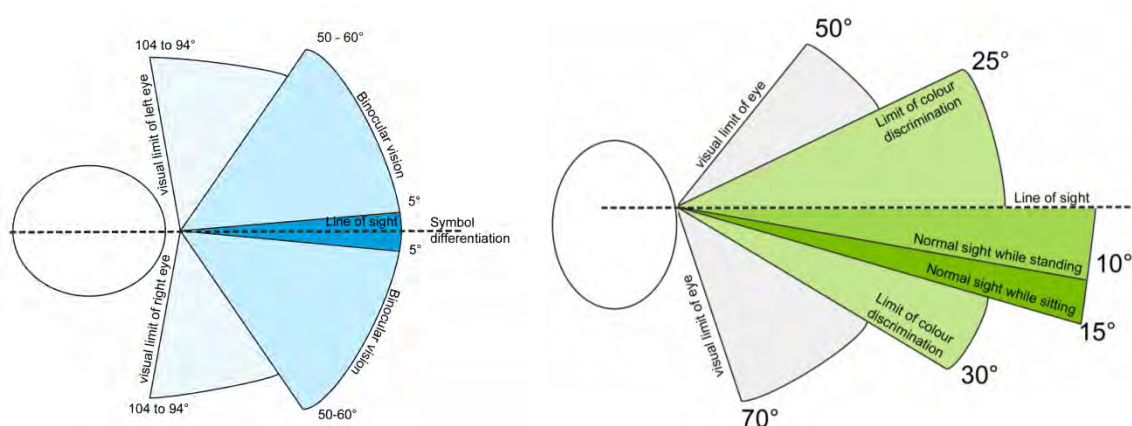 104 to 94°
50 - 60°
visual limit of left eye
Binocular vision
5°
Line of sight
Symbol
differentiation
5°
visual limit of right eye
Binocular vision
104 to 94°
50-60°
50°
25°
visual limit of eye
Limit of colour
discrimination
Line of sight
Normal sight while standing
10°
Normal sight while sitting
15°
visual limit of eye
Limit of colour
discrimination
30°
70°